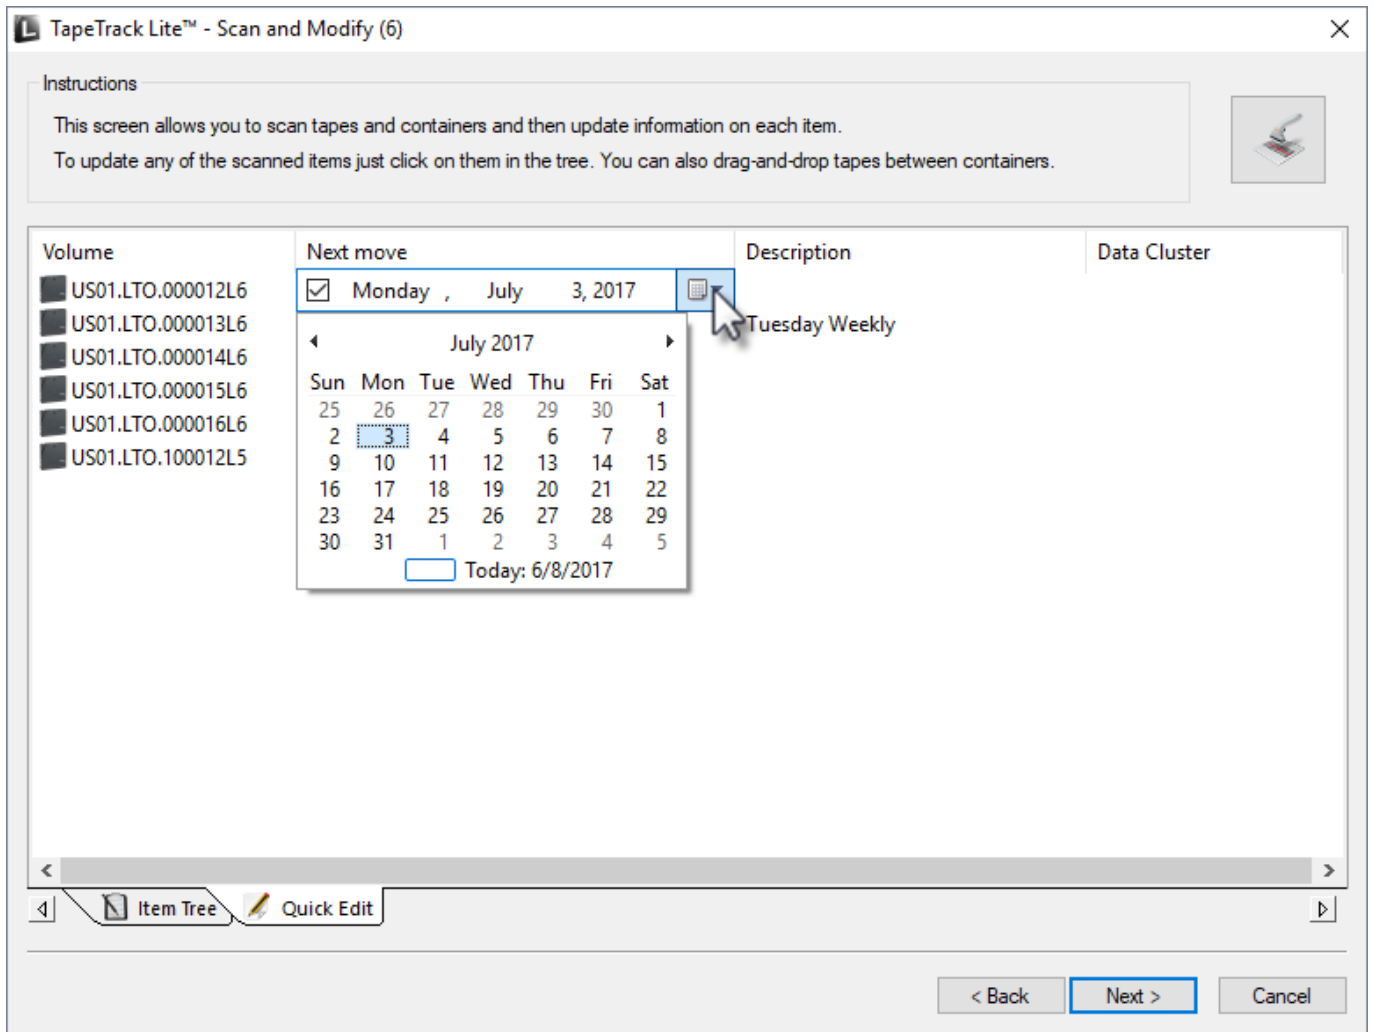 TapeTrack Lite™ - Scan and Modify (6)
Instructions
This screen allows you to scan tapes and containers and then update information on each item.
To update any of the scanned items just click on them in the tree. You can also drag-and-drop tapes between containers.
Volume Next move Description Data Cluster
US01.LTO.000012L6 Monday , July 3, 2017
US01.LTO.000013L6 Tuesday Weekly
US01.LTO.000014L6
US01.LTO.000015L6
US01.LTO.000016L6
US01.LTO.100012L5
July 2017
Sun Mon Tue Wed Thu Fri Sat
25 26 27 28 29 30 1
2 3 4 5 6 7 8
9 10 11 12 13 14 15
16 17 18 19 20 21 22
23 24 25 26 27 28 29
30 31 1 2 3 4 5
Today: 6/8/2017
Item Tree Quick Edit
< Back Next > Cancel